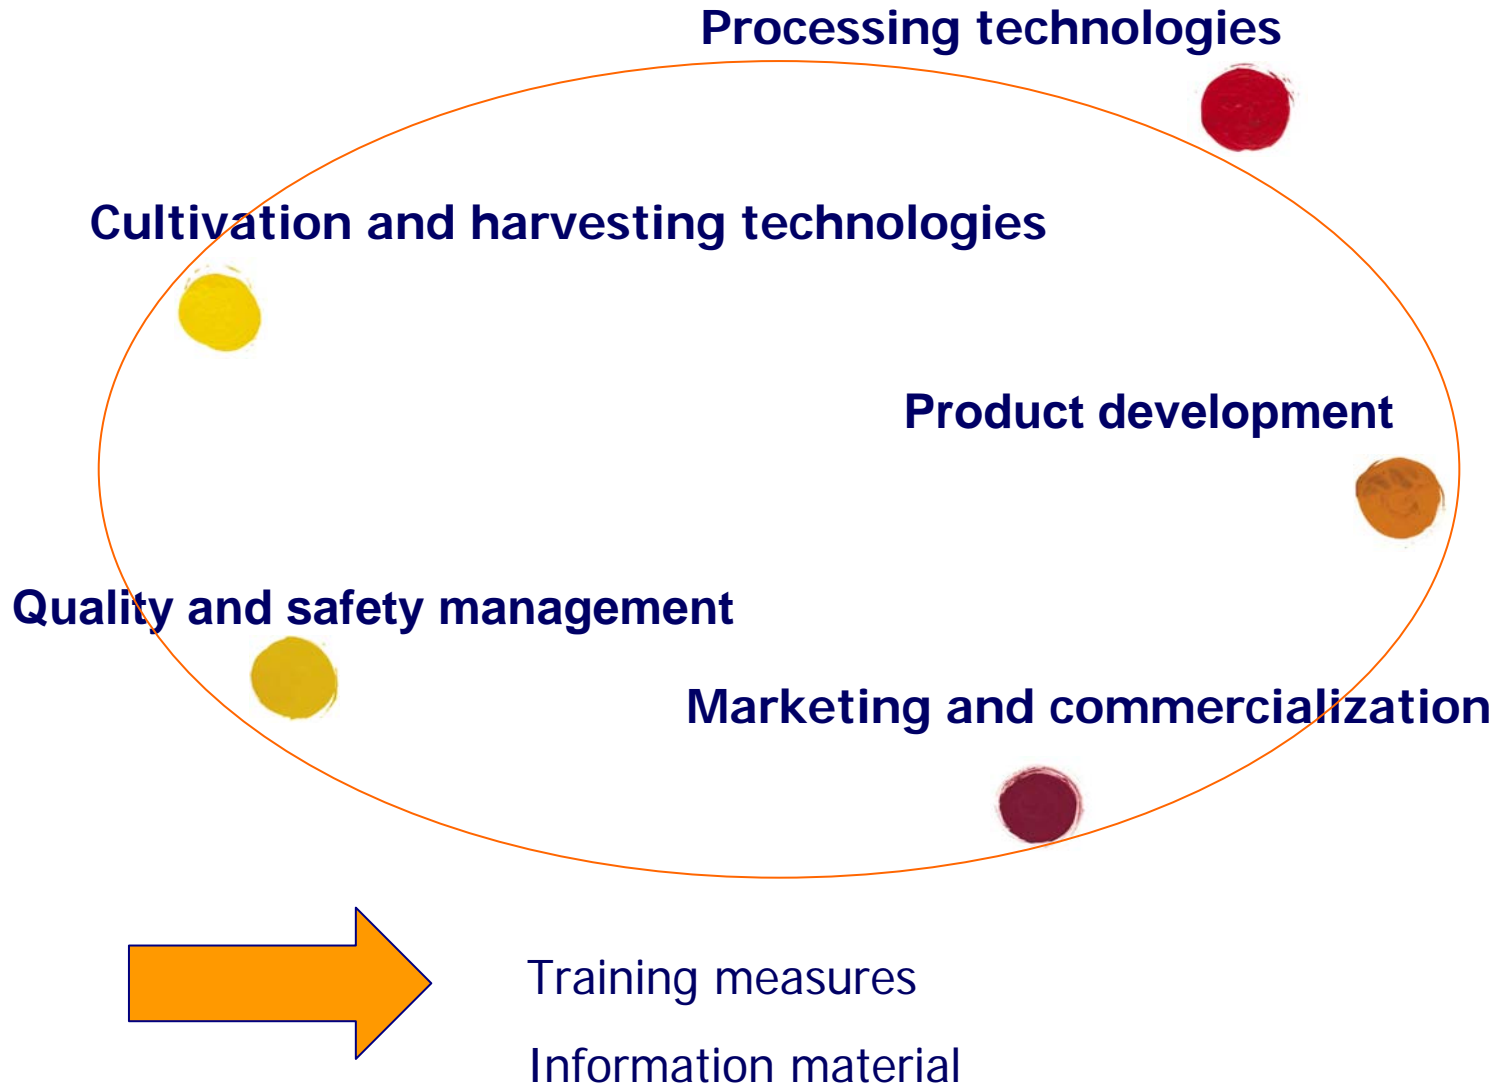 Processing technologies
Cultivation and harvesting technologies
Product development
Quality and safety management
Marketing and commercialization
Training measures
Information material